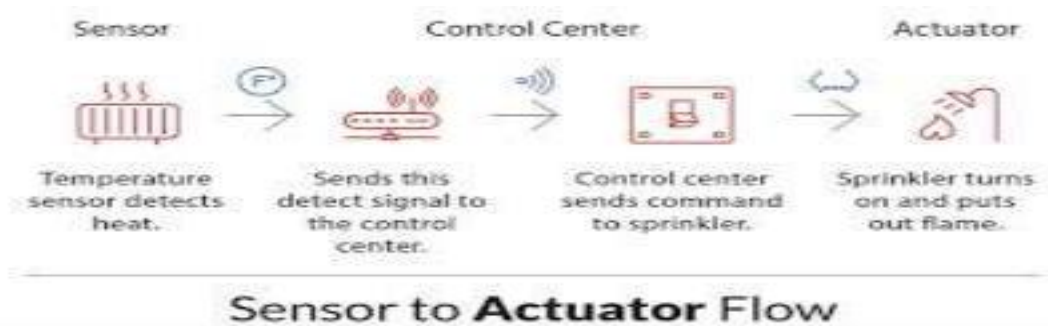 Sensor
Control Center
Actuator
F°
Temperature
sensor detects
heat.
Sends this
detect signal to
the control
center.
Control center
sends command
to sprinkler.
Sprinkler turns
on and puts
out flame.
Sensor to Actuator Flow